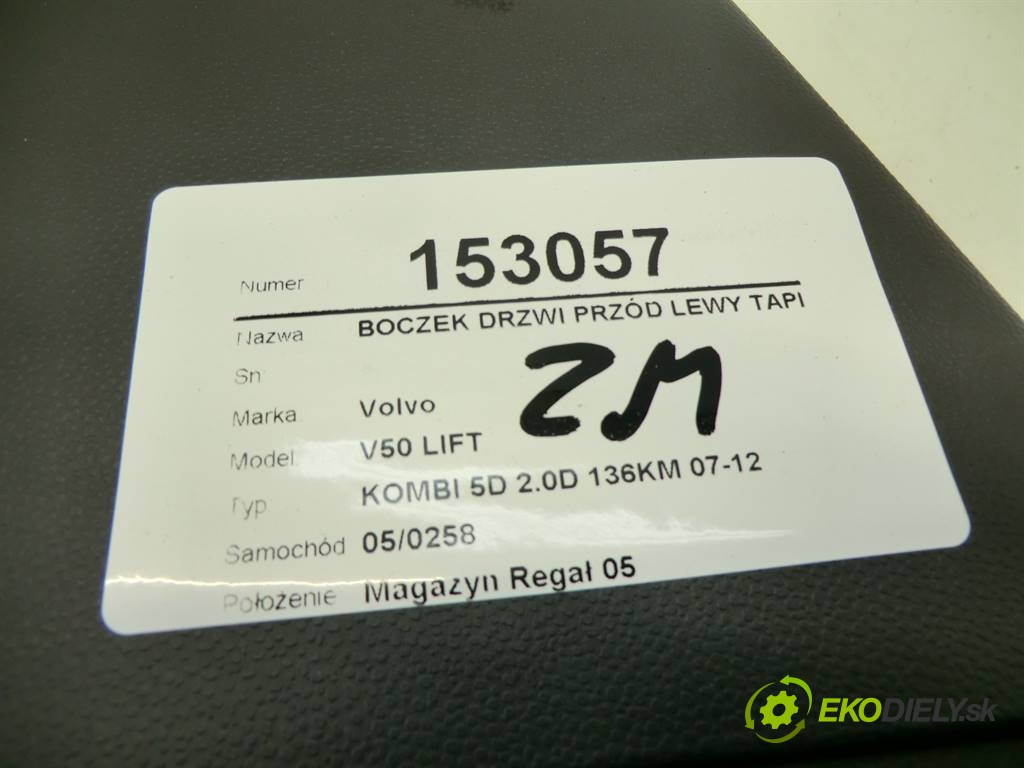 Numer 153057
Nazwa BOCZEK DRZWI PRZÓD LEWY TAPI
Sn
ZM
Marka Volvo
Model V50 LIFT
Typ KOMBI 5D 2.0D 136KM 07-12
Samochód 05/0258
Położenie Magazyn Regał 05
EKODIELY.sk